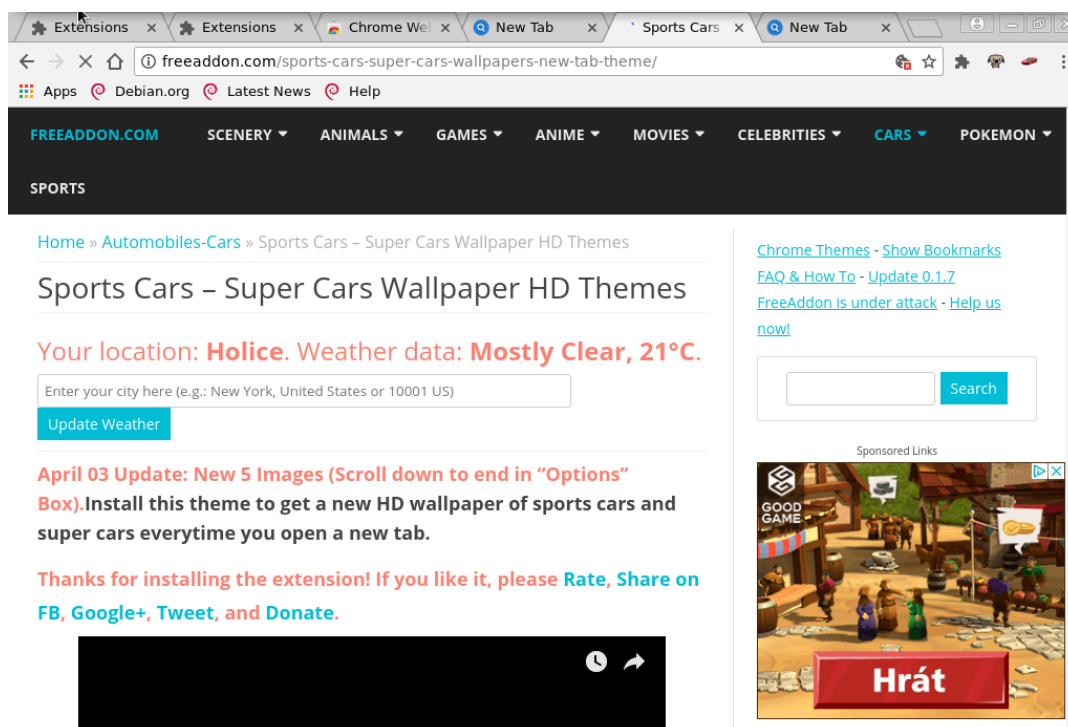 Extensions Extensions Chrome We New Tab Sports Cars New Tab
freeaddon.com/sports-cars-super-cars-wallpapers-new-tab-theme/
Apps Debian.org Latest News Help
FREEADDON.COM SCENERY ANIMALS GAMES ANIME MOVIES CELEBRITIES CARS POKEMON
SPORTS
Home » Automobiles-Cars » Sports Cars – Super Cars Wallpaper HD Themes
Sports Cars – Super Cars Wallpaper HD Themes
Your location: Holice. Weather data: Mostly Clear, 21°C.
Enter your city here (e.g.: New York, United States or 10001 US)
Update Weather
April 03 Update: New 5 Images (Scroll down to end in “Options”
Box).Install this theme to get a new HD wallpaper of sports cars and
super cars everytime you open a new tab.
Thanks for installing the extension! If you like it, please Rate, Share on
FB, Google+, Tweet, and Donate.
Chrome Themes - Show Bookmarks
FAQ & How To - Update 0.1.7
FreeAddon is under attack - Help us
now!
Search
Sponsored Links
GOOD
GAME
Hrát